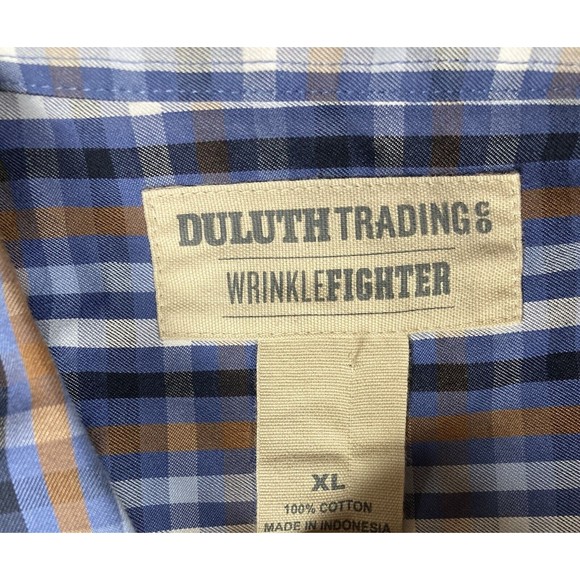 DULUTH TRADING CO
WRINKLEFIGHTER
XL
100% COTTON
MADE IN INDONESIA